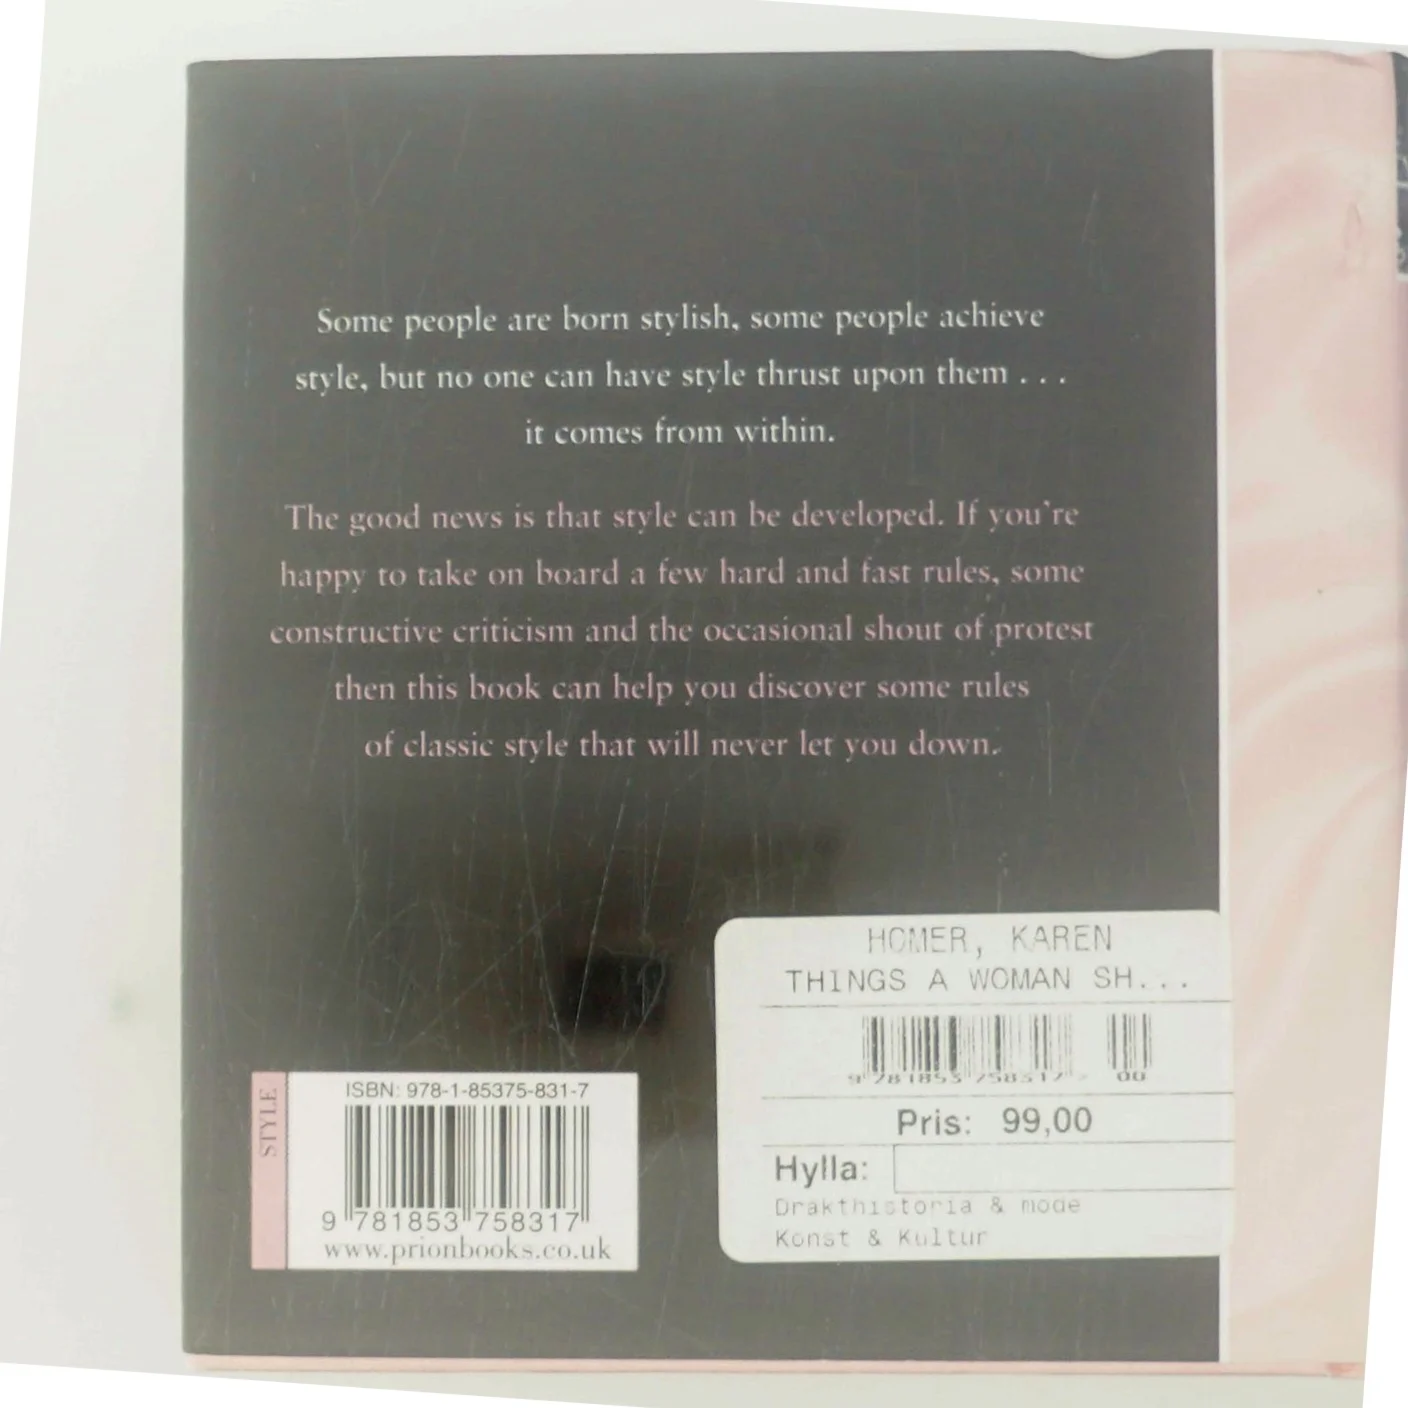 Some people are born stylish, some people achieve
style, but no one can have style thrust upon them . . .
it comes from within.
The good news is that style can be developed. If you're
happy to take on board a few hard and fast rules, some
constructive criticism and the occasional shout of protest
then this book can help you discover some rules
of classic style that will never let you down.
HOMER, KAREN
THINGS A WOMAN SH...
9 781853 758317 > 00
Pris: 99,00
Hylla:
Dräkthistoria & mode
Konst & Kultur
STYLE
ISBN: 978-1-85375-831-7
9 781853 758317
www.prionbooks.co.uk